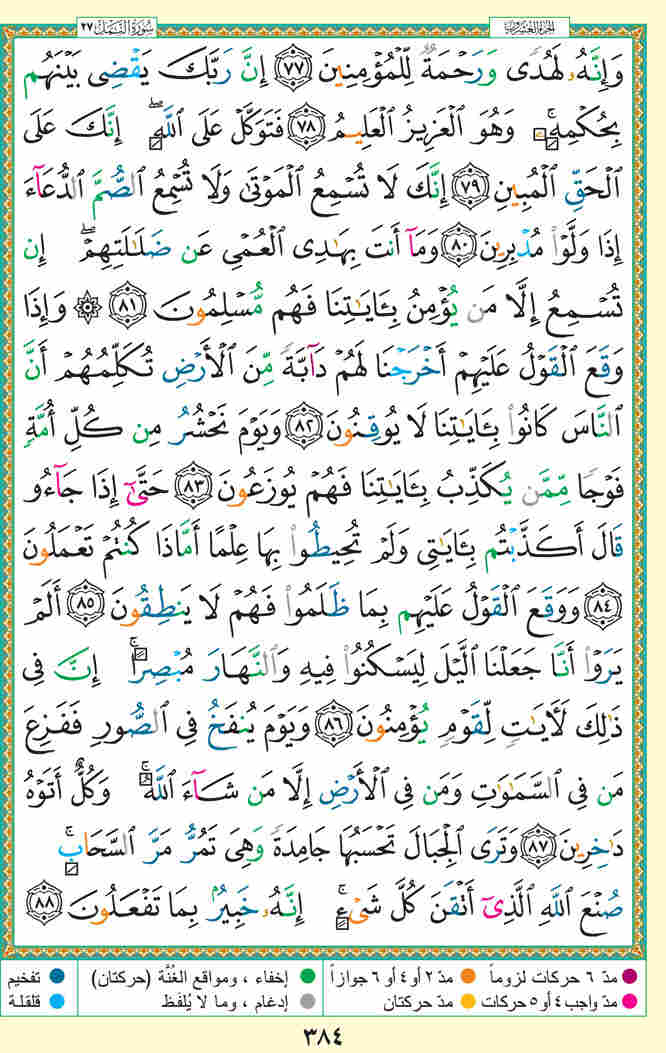 سورة النمل ٢٧
الجزء العشرون
وَإِنَّهُۥ لَهُدًى وَرَحْمَةٌ لِّلْمُؤْمِنِينَ ﴿٧٧﴾ إِنَّ رَبَّكَ يَقْضِى بَيْنَهُم
بِحُكْمِهِۦۚ وَهُوَ ٱلْعَزِيزُ ٱلْعَلِيمُ ﴿٧٨﴾ فَتَوَكَّلْ عَلَى ٱللَّهِۖ إِنَّكَ عَلَى
ٱلْحَقِّ ٱلْمُبِينِ ﴿٧٩﴾ إِنَّكَ لَا تُسْمِعُ ٱلْمَوْتَىٰ وَلَا تُسْمِعُ ٱلصُّمَّ ٱلدُّعَآءَ
إِذَا وَلَّوْا۟ مُدْبِرِينَ ﴿٨٠﴾ وَمَآ أَنتَ بِهَٰدِى ٱلْعُمْىِ عَن ضَلَٰلَتِهِمْۖ إِن
تُسْمِعُ إِلَّا مَن يُؤْمِنُ بِـَٔايَٰتِنَا فَهُم مُّسْلِمُونَ ﴿٨١﴾ ۞ وَإِذَا
وَقَعَ ٱلْقَوْلُ عَلَيْهِمْ أَخْرَجْنَا لَهُمْ دَآبَّةً مِّنَ ٱلْأَرْضِ تُكَلِّمُهُمْ أَنَّ
ٱلنَّاسَ كَانُوا۟ بِـَٔايَٰتِنَا لَا يُوقِنُونَ ﴿٨٢﴾ وَيَوْمَ نَحْشُرُ مِن كُلِّ أُمَّةٍ
فَوْجًا مِّمَّن يُكَذِّبُ بِـَٔايَٰتِنَا فَهُمْ يُوزَعُونَ ﴿٨٣﴾ حَتَّىٰٓ إِذَا جَآءُو
قَالَ أَكَذَّبْتُم بِـَٔايَٰتِى وَلَمْ تُحِيطُوا۟ بِهَا عِلْمًا أَمَّاذَا كُنتُمْ تَعْمَلُونَ
﴿٨٤﴾ وَوَقَعَ ٱلْقَوْلُ عَلَيْهِم بِمَا ظَلَمُوا۟ فَهُمْ لَا يَنطِقُونَ ﴿٨٥﴾ أَلَمْ
يَرَوْا۟ أَنَّا جَعَلْنَا ٱلَّيْلَ لِيَسْكُنُوا۟ فِيهِ وَٱلنَّهَارَ مُبْصِرًاۚ إِنَّ فِى
ذَٰلِكَ لَـَٔايَٰتٍ لِّقَوْمٍ يُؤْمِنُونَ ﴿٨٦﴾ وَيَوْمَ يُنفَخُ فِى ٱلصُّورِ فَفَزِعَ
مَن فِى ٱلسَّمَٰوَٰتِ وَمَن فِى ٱلْأَرْضِ إِلَّا مَن شَآءَ ٱللَّهُۚ وَكُلٌّ أَتَوْهُ
دَٰخِرِينَ ﴿٨٧﴾ وَتَرَى ٱلْجِبَالَ تَحْسَبُهَا جَامِدَةً وَهِىَ تَمُرُّ مَرَّ ٱلسَّحَابِۚ
صُنْعَ ٱللَّهِ ٱلَّذِىٓ أَتْقَنَ كُلَّ شَىْءٍۚ إِنَّهُۥ خَبِيرٌۢ بِمَا تَفْعَلُونَ ﴿٨٨﴾
مدّ ٦ حركات لزوماً مدّ ٢ أو ٤ أو ٦ جوازاً إخفاء ، ومواقع الغُنَّة (حركتان) تفخيم
مدّ واجب ٤ أو ٥ حركات مدّ حركتان إدغام ، وما لا يُلفَظ قلقلة
٣٨٤